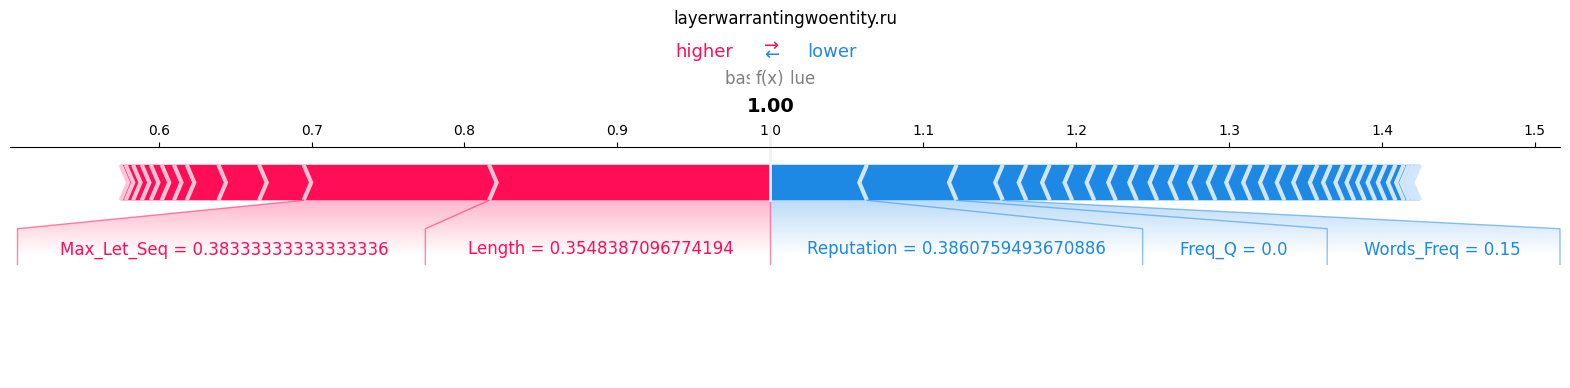 layerwarrantingwoentity.ru
higher → ← lower
f(x)
1.00
0.6 0.7 0.8 0.9 1.1 1.2 1.3 1.4 1.5
Max_Let_Seq = 0.38333333333333336 Length = 0.3548387096774194 Reputation = 0.3860759493670886 Freq_Q = 0.0 Words_Freq = 0.15